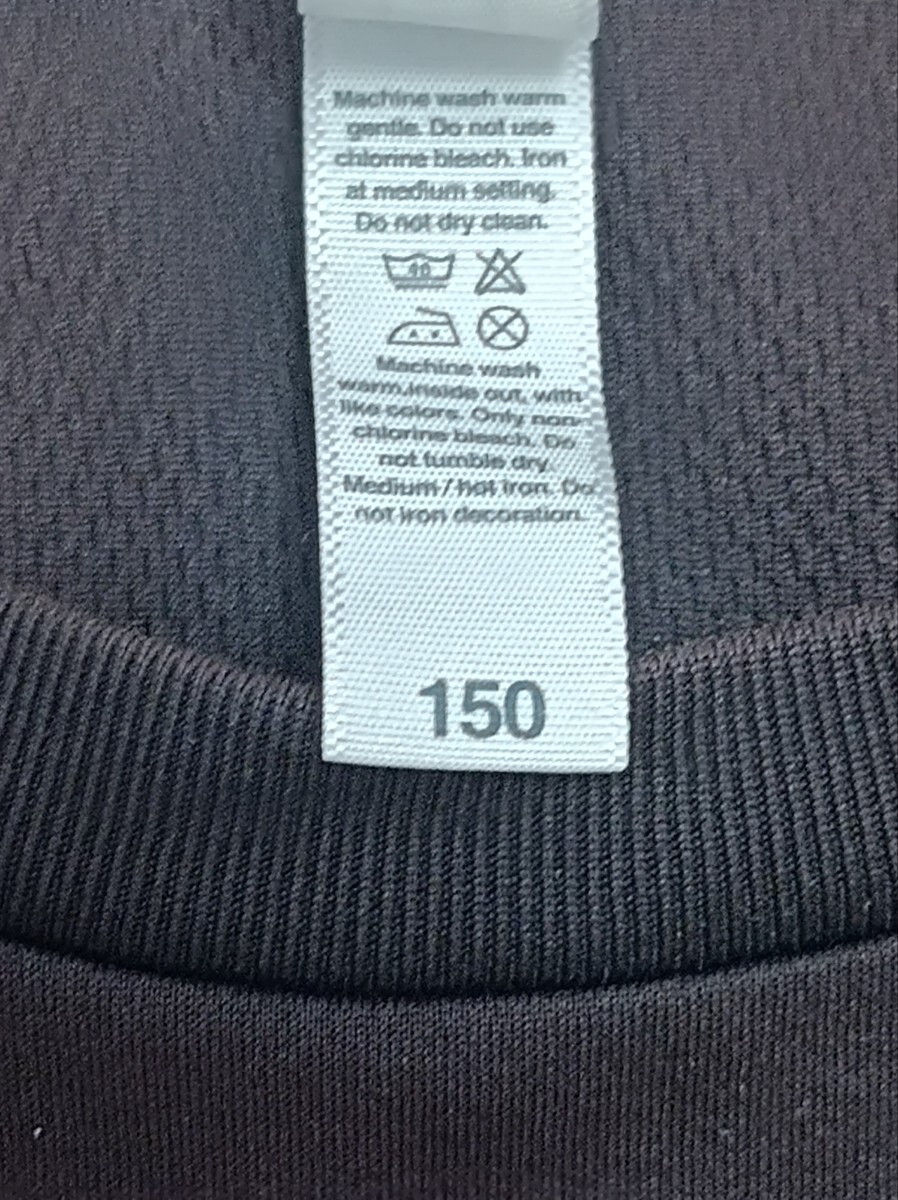 Machine wash warm
gentle. Do not use
chlorine bleach. Iron
at medium setting.
Do not dry clean.
40
Machine wash
warm,inside out, with
like colors. Only non-
chlorine bleach. Do
not tumble dry.
Medium / hot iron. Do
not iron decoration.
150